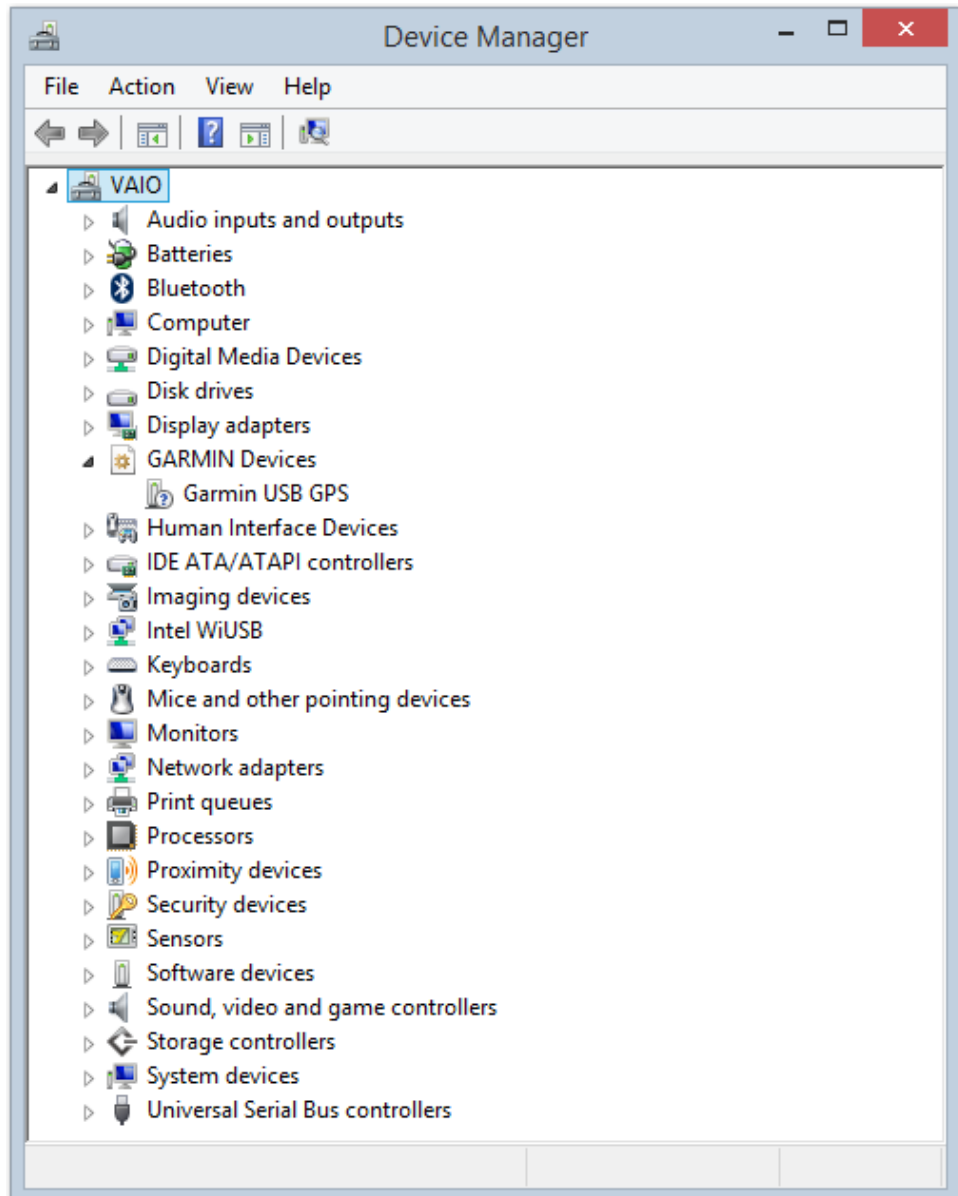 Device Manager
File Action View Help
VAIO
Audio inputs and outputs
Batteries
Bluetooth
Computer
Digital Media Devices
Disk drives
Display adapters
GARMIN Devices
Garmin USB GPS
Human Interface Devices
IDE ATA/ATAPI controllers
Imaging devices
Intel WiUSB
Keyboards
Mice and other pointing devices
Monitors
Network adapters
Print queues
Processors
Proximity devices
Security devices
Sensors
Software devices
Sound, video and game controllers
Storage controllers
System devices
Universal Serial Bus controllers